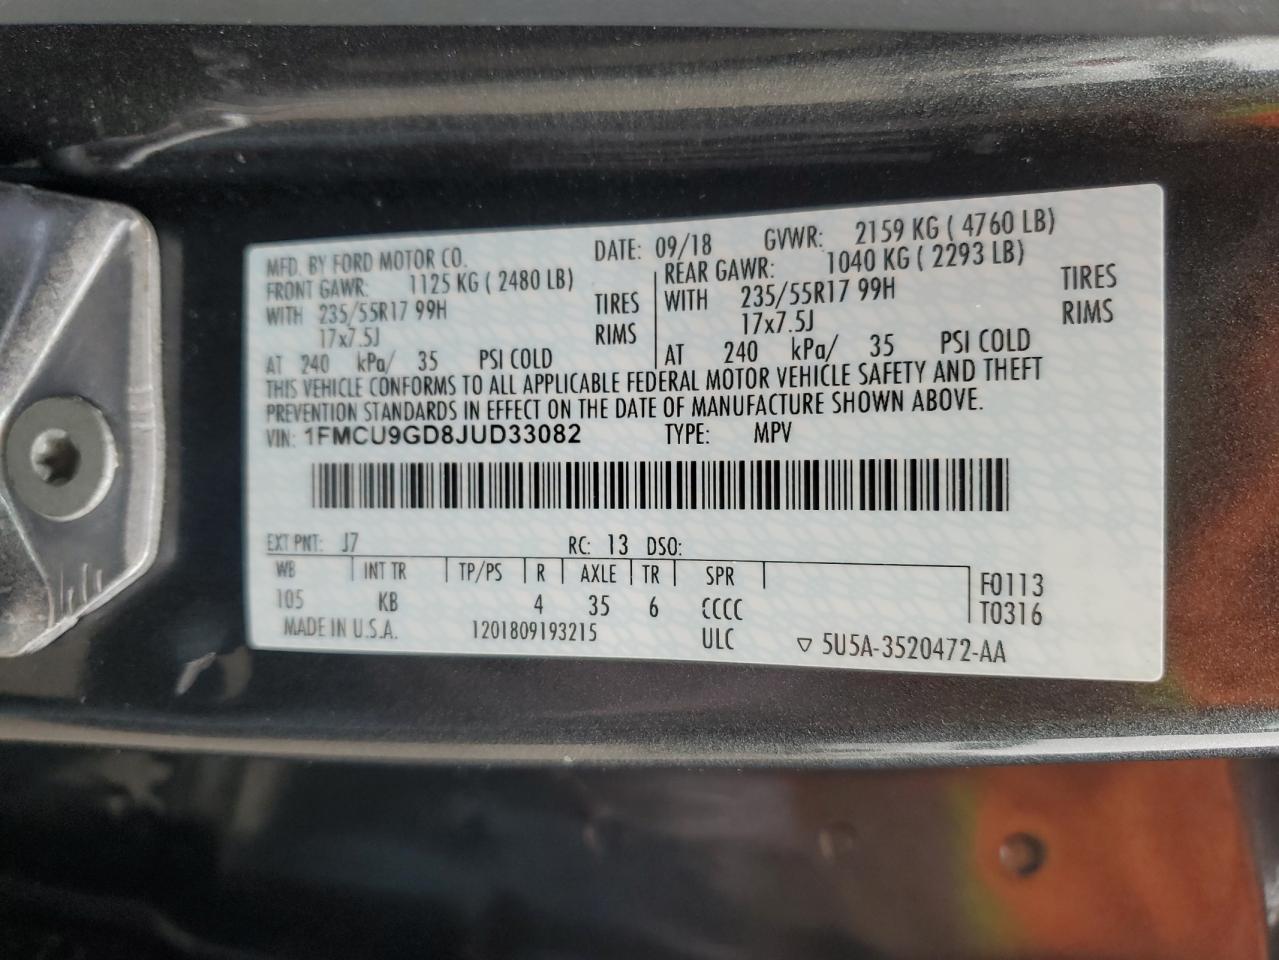 MFD. BY FORD MOTOR CO. DATE: 09/18 GVWR: 2159 KG ( 4760 LB)
FRONT GAWR: 1125 KG ( 2480 LB) REAR GAWR: 1040 KG ( 2293 LB)
WITH 235/55R17 99H TIRES WITH 235/55R17 99H TIRES
17x7.5J RIMS 17x7.5J RIMS
AT 240 kPa/ 35 PSI COLD AT 240 kPa/ 35 PSI COLD
THIS VEHICLE CONFORMS TO ALL APPLICABLE FEDERAL MOTOR VEHICLE SAFETY AND THEFT
PREVENTION STANDARDS IN EFFECT ON THE DATE OF MANUFACTURE SHOWN ABOVE.
VIN: 1FMCU9GD8JUD33082 TYPE: MPV
EXT PNT: J7 RC: 13 DSO:
WB INT TR TP/PS R AXLE TR SPR F0113
105 KB 4 35 6 CCCC T0316
MADE IN U.S.A. 1201809193215 ULC ▽ 5U5A-3520472-AA